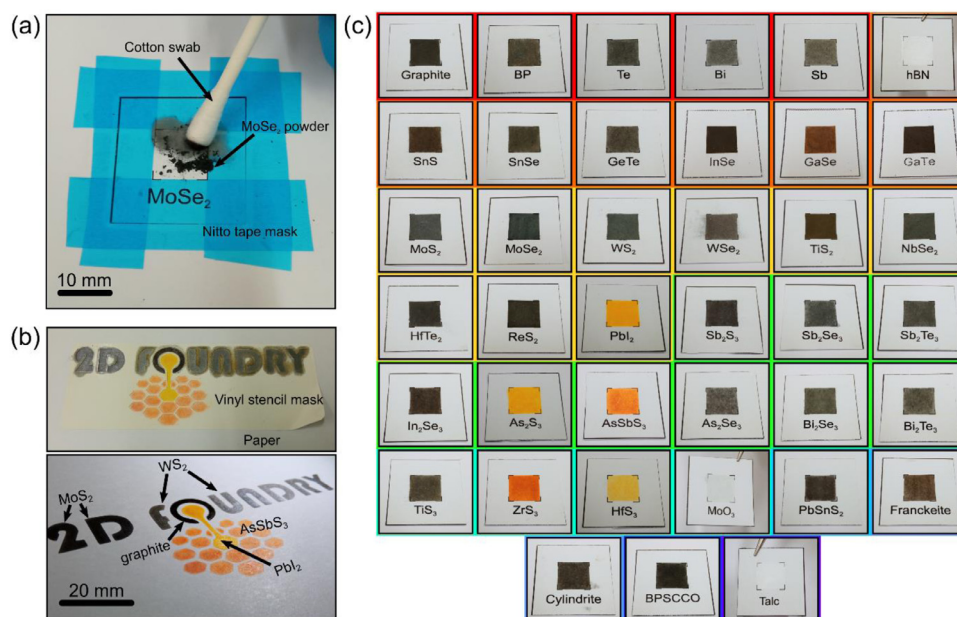 (a)
Cotton swab
MoSe₂ powder
MoSe₂
Nitto tape mask
10 mm
(b)
2D FOUNDRY
Vinyl stencil mask
Paper
WS₂
MoS₂
2D FOUNDRY
AsSbS₃
graphite
PbI₂
20 mm
(c)
Graphite BP Te Bi Sb hBN
SnS SnSe GeTe InSe GaSe GaTe
MoS₂ MoSe₂ WS₂ WSe₂ TiS₂ NbSe₃
HfTe₂ ReS₂ PbI₂ Sb₂S₃ Sb₂Se₃ Sb₂Te₃
In₂Se₃ As₂S₃ AsSbS₃ As₂Se₃ Bi₂Se₃ Bi₂Te₃
TiS₃ ZrS₃ HfS₃ MoO₃ PbSnS₂ Franckeite
Cylindrite BPSCCO Talc